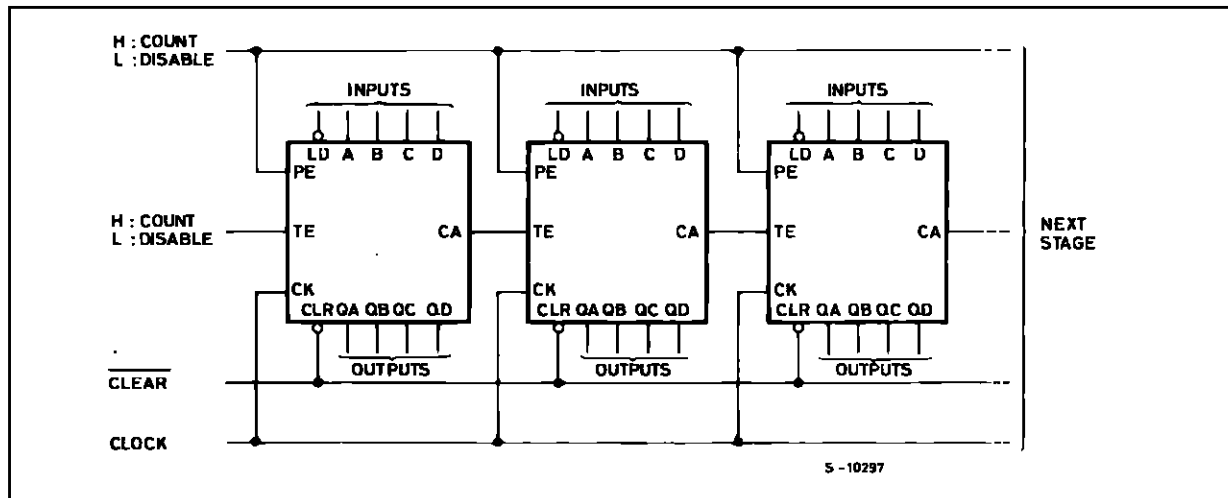 H : COUNT
L : DISABLE
INPUTS INPUTS INPUTS
LD A B C D LD A B C D LD A B C D
PE PE PE
H : COUNT
L : DISABLE
TE CA TE CA TE CA
NEXT
STAGE
CK CK CK
CLR QA QB QC QD CLR QA QB QC QD CLR QA QB QC QD
OUTPUTS OUTPUTS OUTPUTS
CLEAR
CLOCK
S-10297